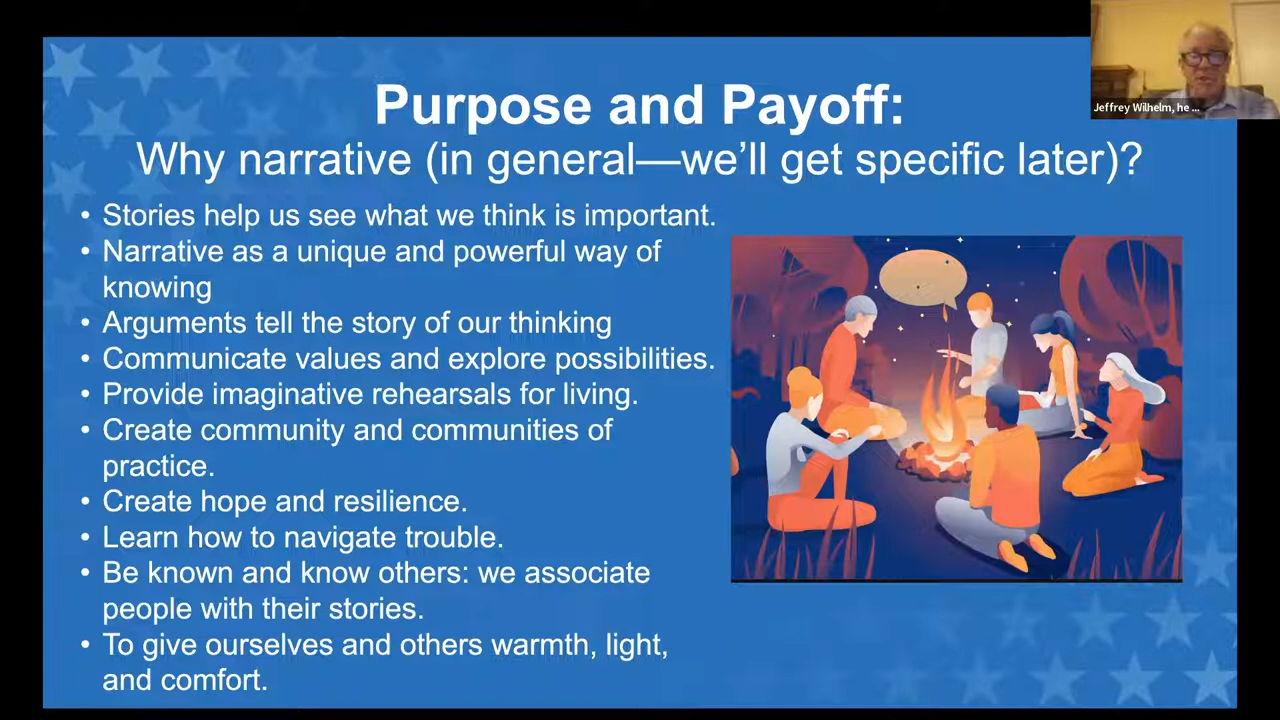 Purpose and Payoff:
Why narrative (in general—we'll get specific later)?
• Stories help us see what we think is important.
• Narrative as a unique and powerful way of
knowing
• Arguments tell the story of our thinking
• Communicate values and explore possibilities.
• Provide imaginative rehearsals for living.
• Create community and communities of
practice.
• Create hope and resilience.
• Learn how to navigate trouble.
• Be known and know others: we associate
people with their stories.
• To give ourselves and others warmth, light,
and comfort.
Jeffrey Wilhelm, he ...